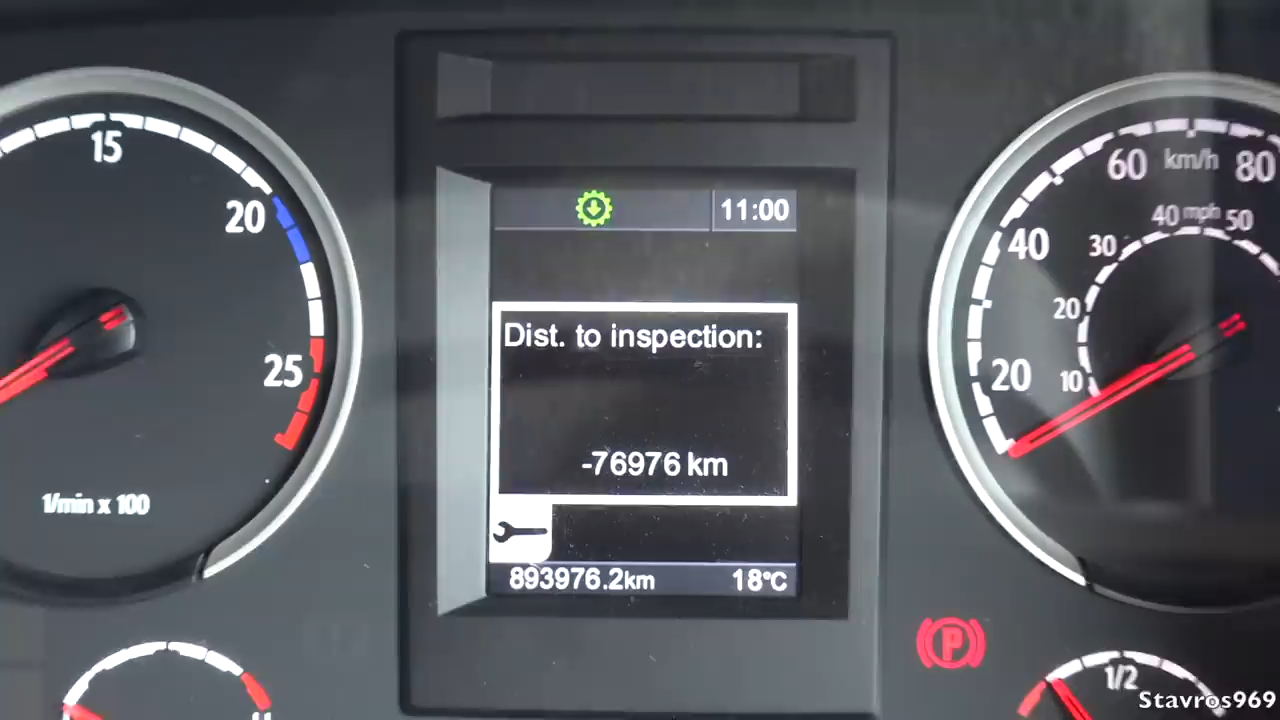 15
20
25
1/min x 100
11:00
Dist. to inspection:
-76976 km
893976.2km 18°C
60 km/h 80
40 mph 50
40 30
20
20 10
P
1/2
Stavros969